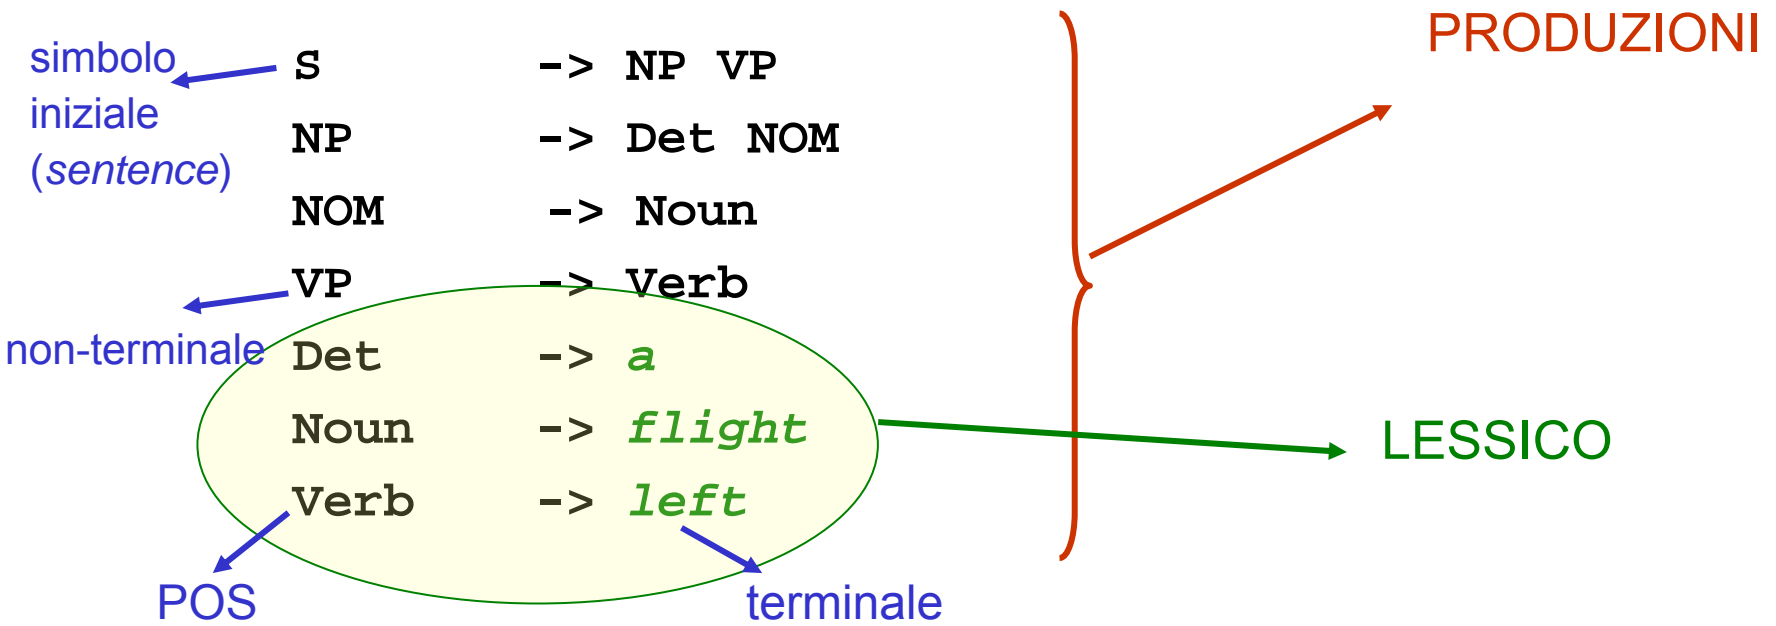 PRODUZIONI
simbolo
iniziale
(sentence)
S -> NP VP
NP -> Det NOM
NOM -> Noun
VP -> Verb
non-terminale
Det -> a
Noun -> flight
Verb -> left
LESSICO
POS
terminale